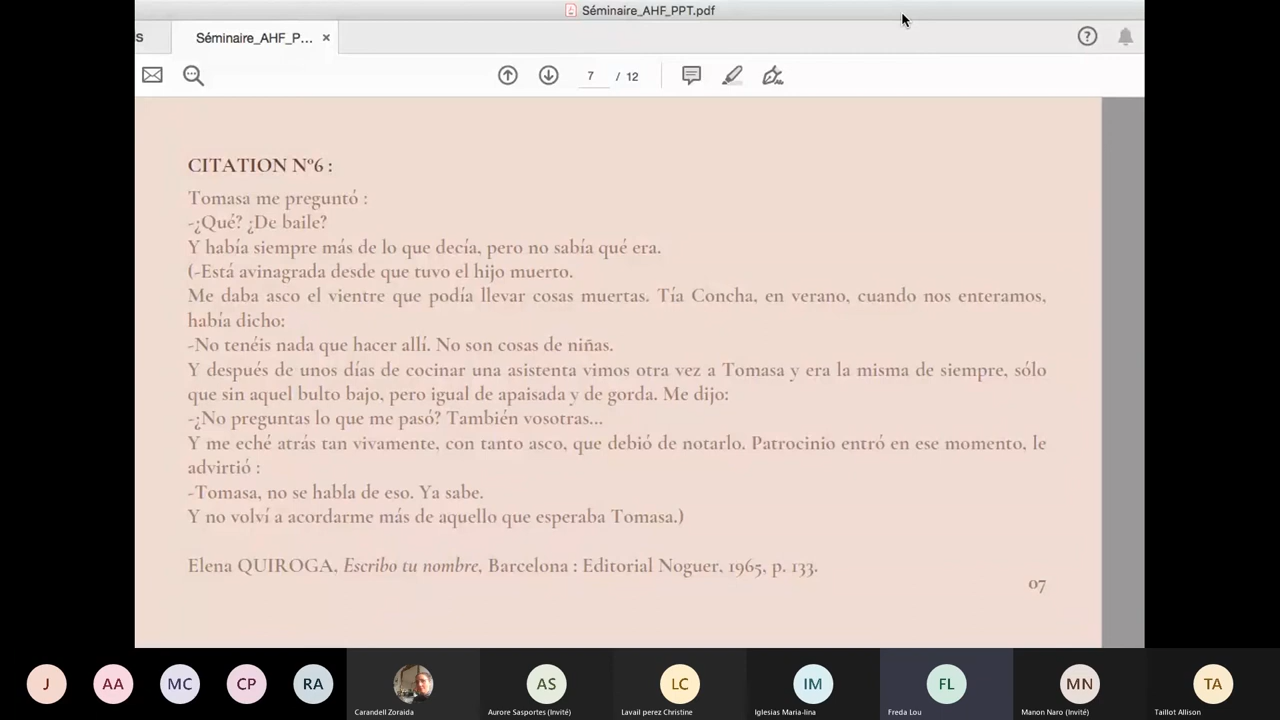 Séminaire_AHF_PPT.pdf
s
Séminaire_AHF_P... ×
7 / 12
CITATION Nº6 :
Tomasa me preguntó :
-¿Qué? ¿De baile?
Y había siempre más de lo que decía, pero no sabía qué era.
(-Está avinagrada desde que tuvo el hijo muerto.
Me daba asco el vientre que podía llevar cosas muertas. Tía Concha, en verano, cuando nos enteramos,
había dicho:
-No tenéis nada que hacer allí. No son cosas de niñas.
Y después de unos días de cocinar una asistenta vimos otra vez a Tomasa y era la misma de siempre, sólo
que sin aquel bulto bajo, pero igual de apaisada y de gorda. Me dijo:
-¿No preguntas lo que me pasó? También vosotras...
Y me eché atrás tan vivamente, con tanto asco, que debió de notarlo. Patrocinio entró en ese momento, le
advirtió :
-Tomasa, no se habla de eso. Ya sabe.
Y no volví a acordarme más de aquello que esperaba Tomasa.)
Elena QUIROGA, Escribo tu nombre, Barcelona : Editorial Noguer, 1965, p. 133.
07
J AA MC CP RA AS LC IM FL MN TA
Carandell Zoraida Aurore Sasportes (Invité) Lavail perez Christine Iglesias Maria-lina Freda Lou Manon Naro (Invité) Taillot Allison